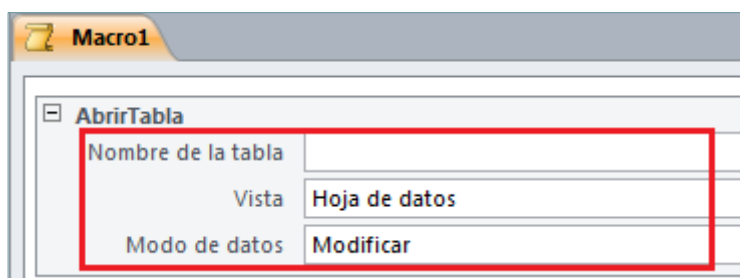 Macro1
AbrirTabla
Nombre de la tabla
Vista Hoja de datos
Modo de datos Modificar